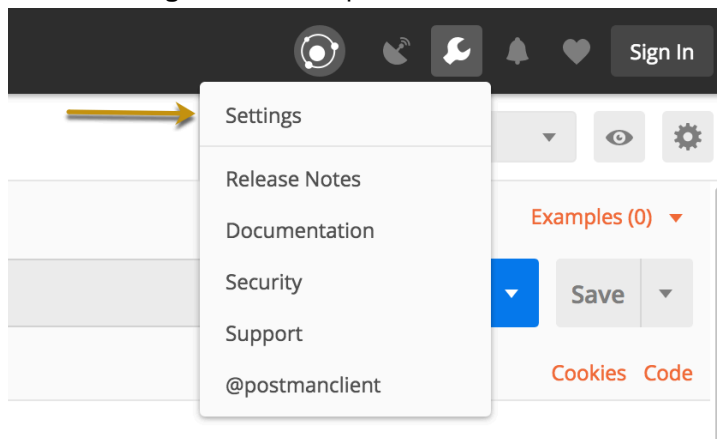 Sign In
Settings
Release Notes
Examples (0)
Documentation
Security
Save
Support
Cookies Code
@postmanclient